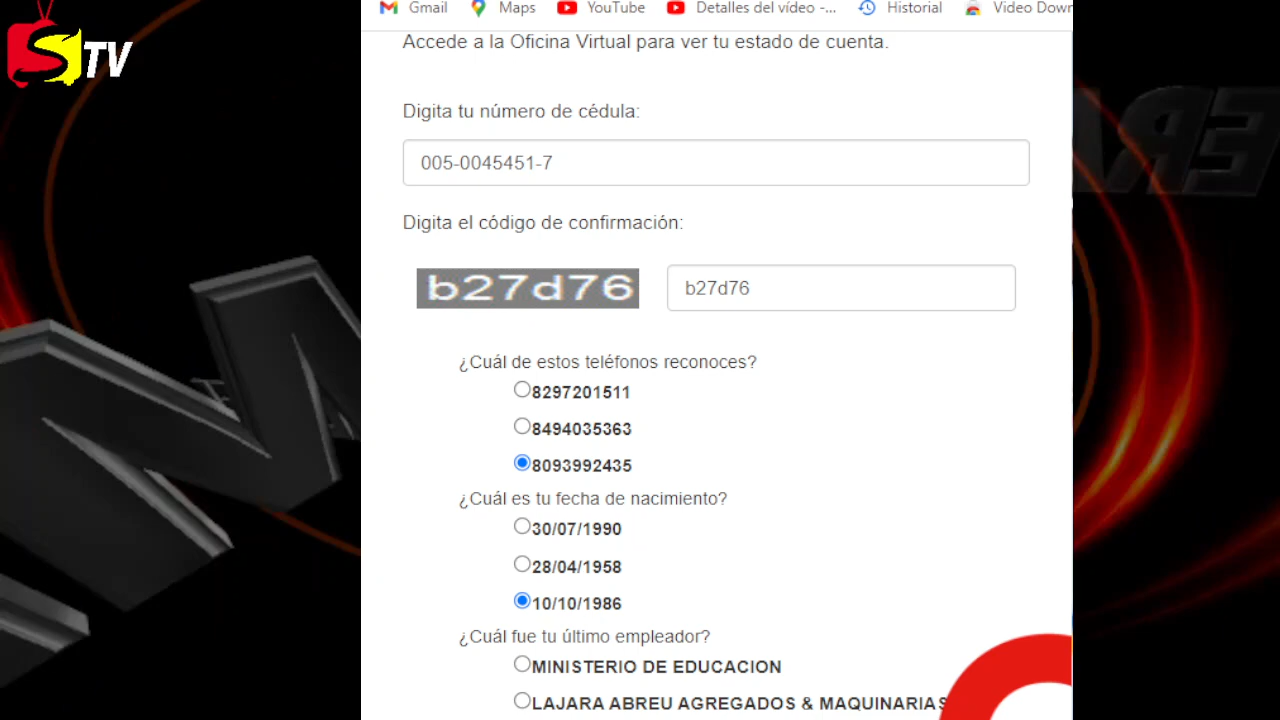 STV
Gmail Maps YouTube Detalles del vídeo -... Historial Video Down
Accede a la Oficina Virtual para ver tu estado de cuenta.
Digita tu número de cédula:
005-0045451-7
Digita el código de confirmación:
b27d76 b27d76
¿Cuál de estos teléfonos reconoces?
8297201511
8494035363
8093992435
¿Cuál es tu fecha de nacimiento?
30/07/1990
28/04/1958
10/10/1986
¿Cuál fue tu último empleador?
MINISTERIO DE EDUCACION
LAJARA ABREU AGREGADOS & MAQUINARIAS